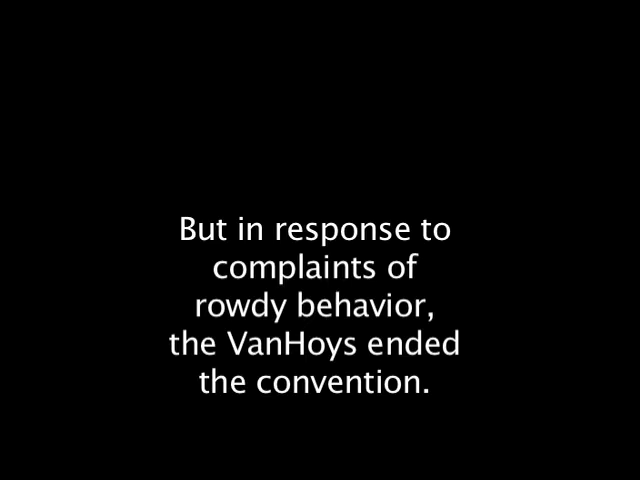 But in response to
complaints of
rowdy behavior,
the VanHoys ended
the convention.